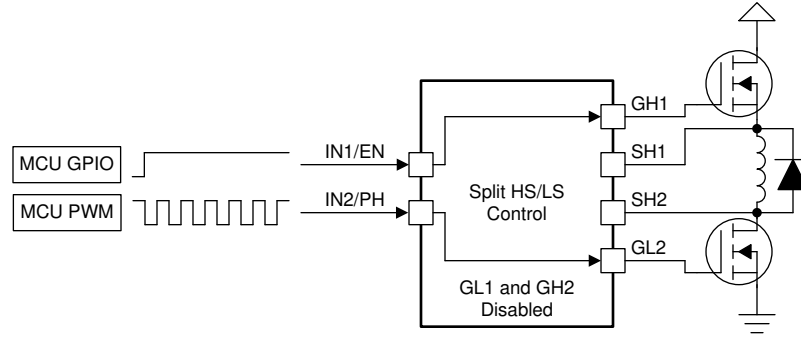 GH1
MCU GPIO
IN1/EN
SH1
MCU PWM
IN2/PH
Split HS/LS
Control
SH2
GL2
GL1 and GH2
Disabled